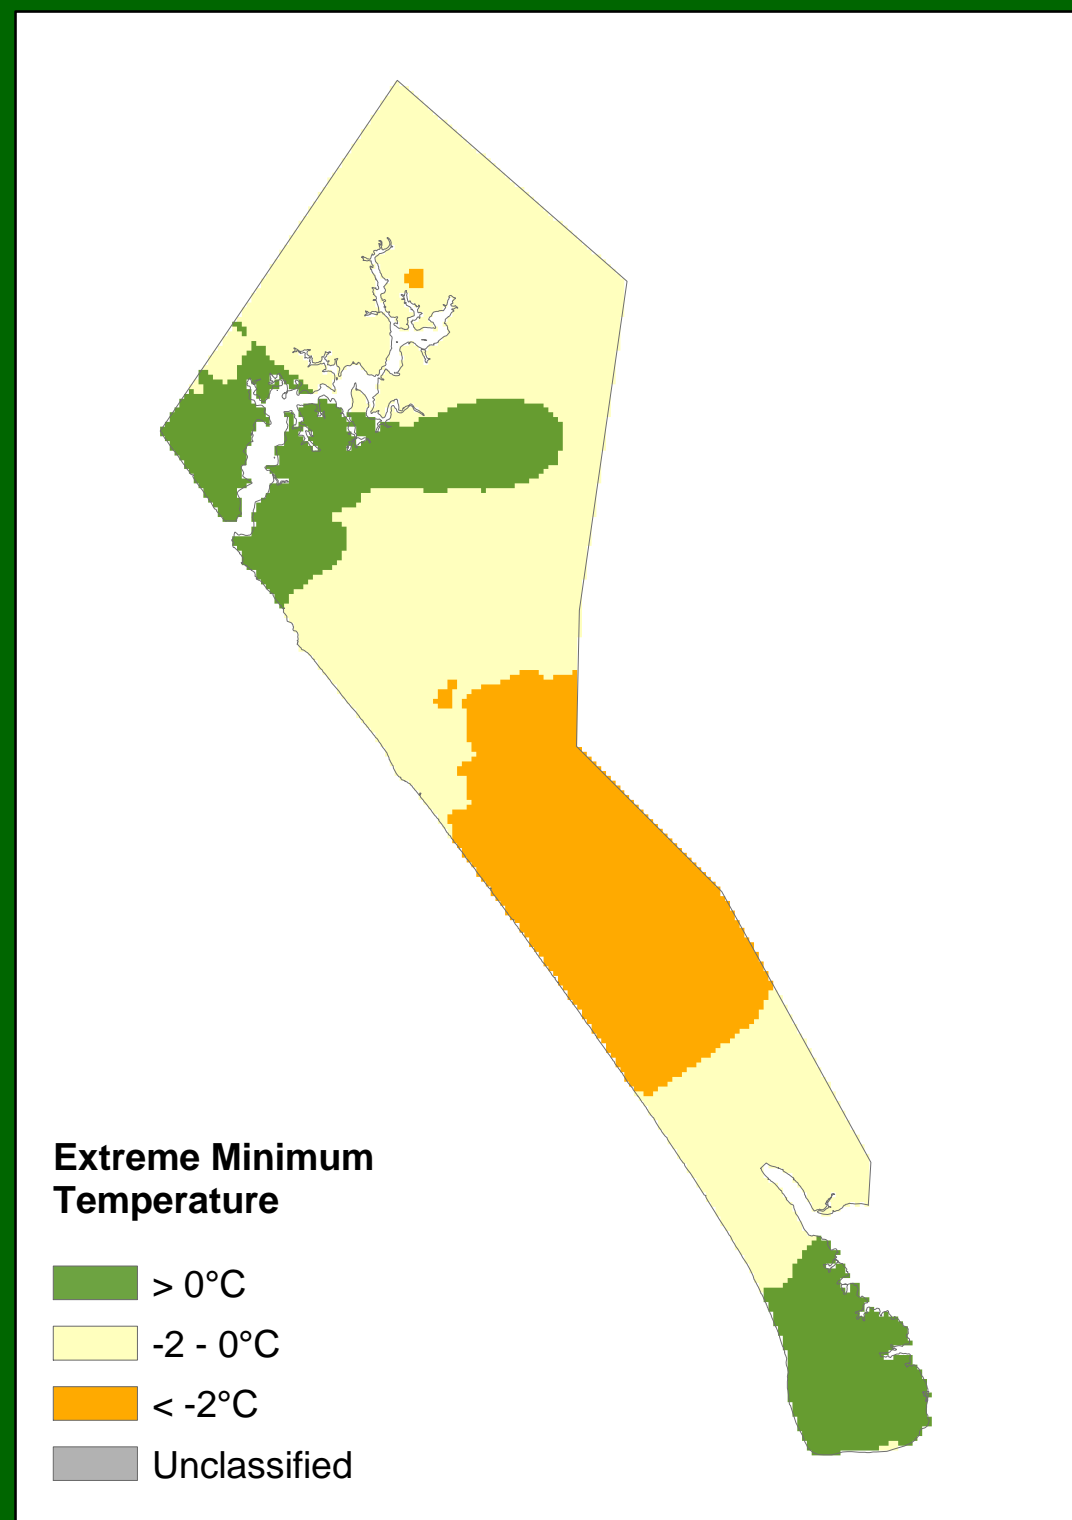 Extreme Minimum
Temperature
> 0°C
-2 - 0°C
< -2°C
Unclassified